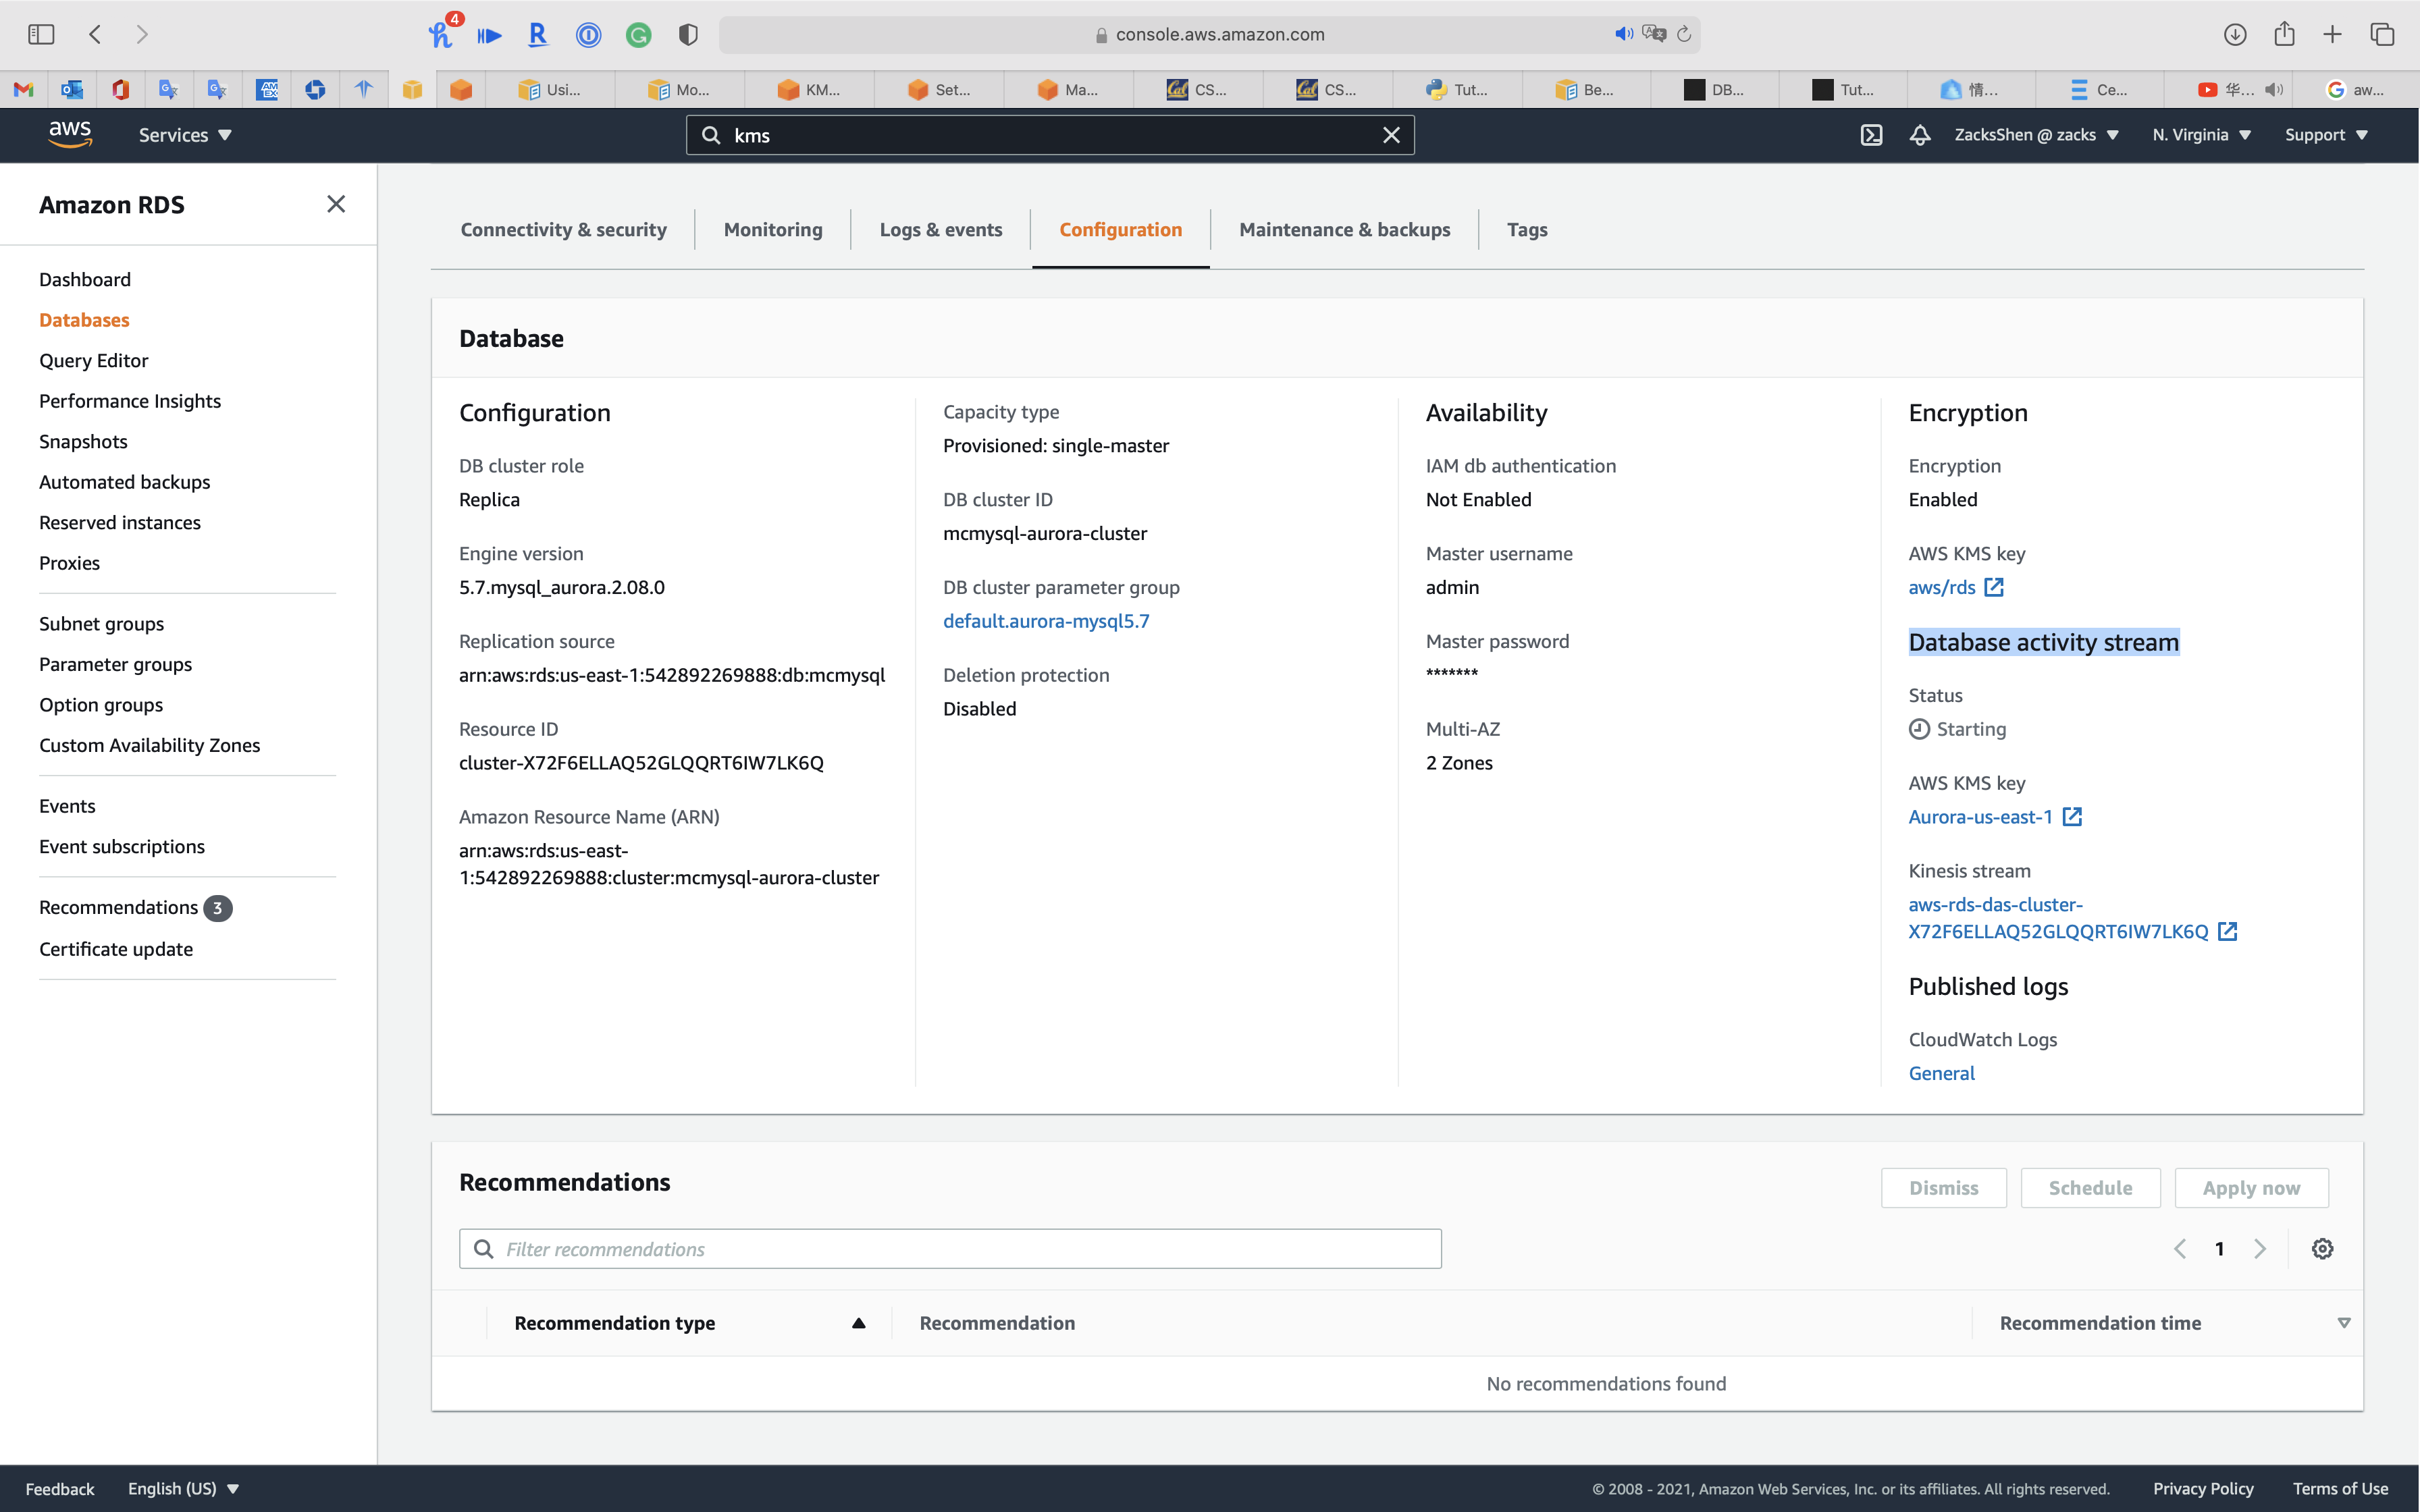 4
console.aws.amazon.com
Usi...
Mo...
KM...
Set...
Ma...
CS...
CS...
Tut...
Be...
DB...
Tut...
情...
Ce...
华...
aw...
aws
Services
kms
ZacksShen @ zacks
N. Virginia
Support
Amazon RDS
Dashboard
Databases
Query Editor
Performance Insights
Snapshots
Automated backups
Reserved instances
Proxies
Subnet groups
Parameter groups
Option groups
Custom Availability Zones
Events
Event subscriptions
Recommendations 3
Certificate update
Connectivity & security
Monitoring
Logs & events
Configuration
Maintenance & backups
Tags
Database
Configuration
DB cluster role
Replica
Engine version
5.7.mysql_aurora.2.08.0
Replication source
arn:aws:rds:us-east-1:542892269888:db:mcmysql
Resource ID
cluster-X72F6ELLAQ52GLQQRT6IW7LK6Q
Amazon Resource Name (ARN)
arn:aws:rds:us-east-
1:542892269888:cluster:mcmysql-aurora-cluster
Capacity type
Provisioned: single-master
DB cluster ID
mcmysql-aurora-cluster
DB cluster parameter group
default.aurora-mysql5.7
Deletion protection
Disabled
Availability
IAM db authentication
Not Enabled
Master username
admin
Master password
*******
Multi-AZ
2 Zones
Encryption
Encryption
Enabled
AWS KMS key
aws/rds
Database activity stream
Status
Starting
AWS KMS key
Aurora-us-east-1
Kinesis stream
aws-rds-das-cluster-
X72F6ELLAQ52GLQQRT6IW7LK6Q
Published logs
CloudWatch Logs
General
Recommendations
Dismiss
Schedule
Apply now
Filter recommendations
1
Recommendation type
Recommendation
Recommendation time
No recommendations found
Feedback
English (US)
© 2008 - 2021, Amazon Web Services, Inc. or its affiliates. All rights reserved.
Privacy Policy
Terms of Use